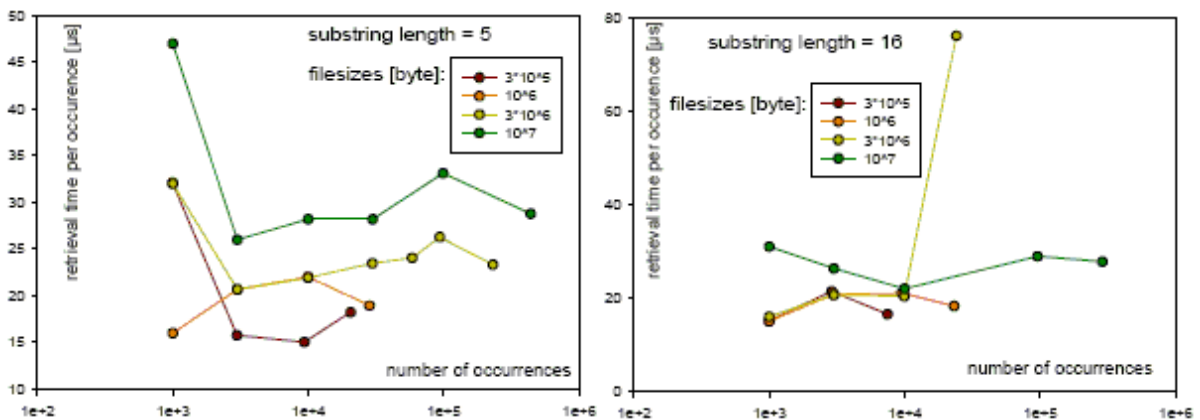 substring length = 5
filesizes [byte]:
3*10^5
10^6
3*10^6
10^7
retrieval time per occurence [µs]
50
45
40
35
30
25
20
15
10
number of occurrences
1e+2
1e+3
1e+4
1e+5
1e+6
substring length = 16
filesizes [byte]:
3*10^5
10^6
3*10^6
10^7
retrieval time per occurence [µs]
80
60
40
20
0
number of occurrences
1e+2
1e+3
1e+4
1e+5
1e+6